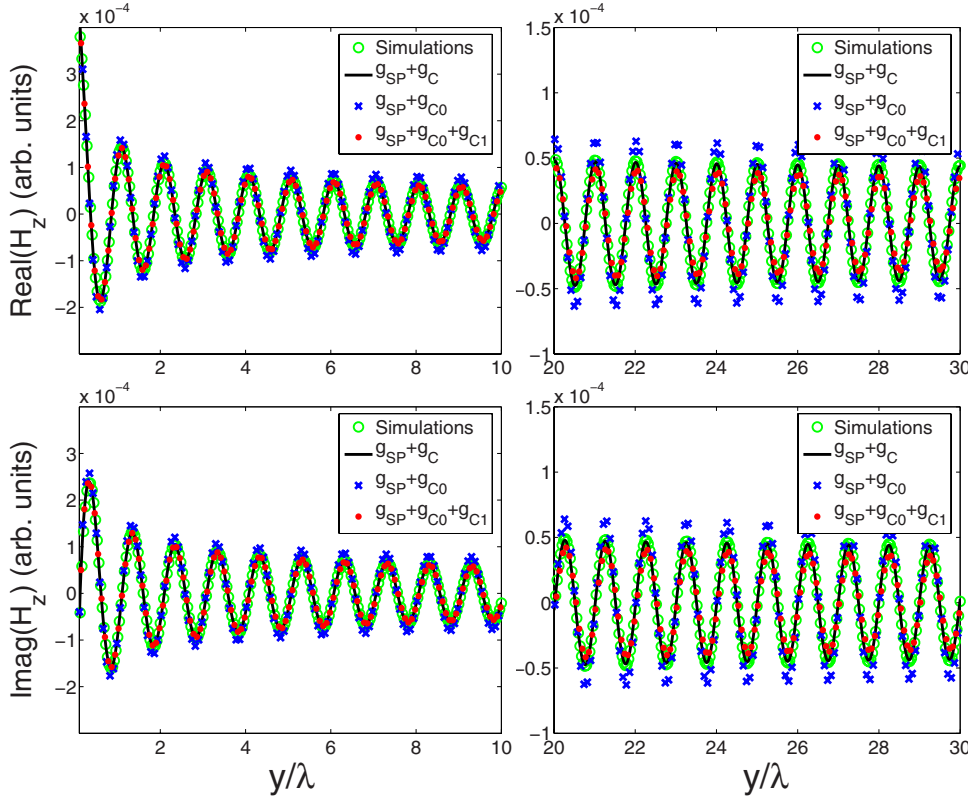 x 10⁻⁴
Real(H_z) (arb. units)
4
3
2
1
0
−1
−2
2
4
6
8
10
Simulations
g_SP+g_C
g_SP+g_C0
g_SP+g_C0+g_C1
x 10⁻⁴
1.5
1
0.5
0
−0.5
−1
20
22
24
26
28
30
Simulations
g_SP+g_C
g_SP+g_C0
g_SP+g_C0+g_C1
x 10⁻⁴
Imag(H_z) (arb. units)
3
2
1
0
−1
−2
2
4
6
8
10
y/λ
Simulations
g_SP+g_C
g_SP+g_C0
g_SP+g_C0+g_C1
x 10⁻⁴
1.5
1
0.5
0
−0.5
−1
20
22
24
26
28
30
y/λ
Simulations
g_SP+g_C
g_SP+g_C0
g_SP+g_C0+g_C1